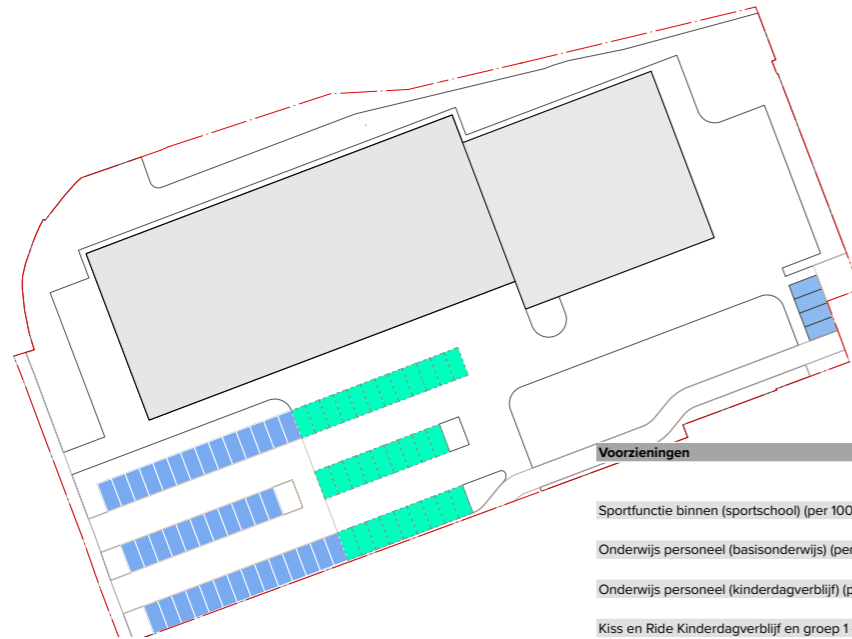 Voorzieningen
Sportfunctie binnen (sportschool) (per 100
Onderwijs personeel (basisonderwijs) (per
Onderwijs personeel (kinderdagverblijf) (p
Kiss en Ride Kinderdagverblijf en groep 1